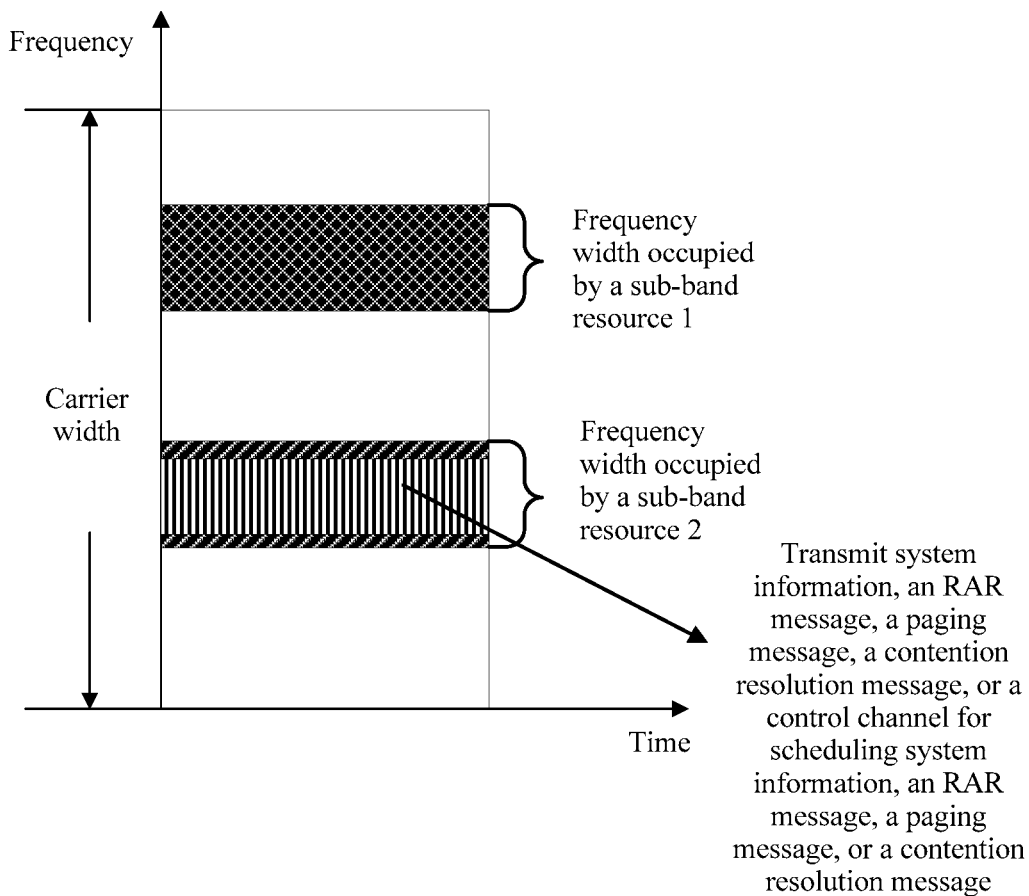 Frequency
Frequency
width occupied
by a sub-band
resource 1
Carrier
width
Frequency
width occupied
by a sub-band
resource 2
Transmit system
information, an RAR
message, a paging
message, a contention
resolution message, or a
control channel for
scheduling system
information, an RAR
message, a paging
message, or a contention
resolution message
Time